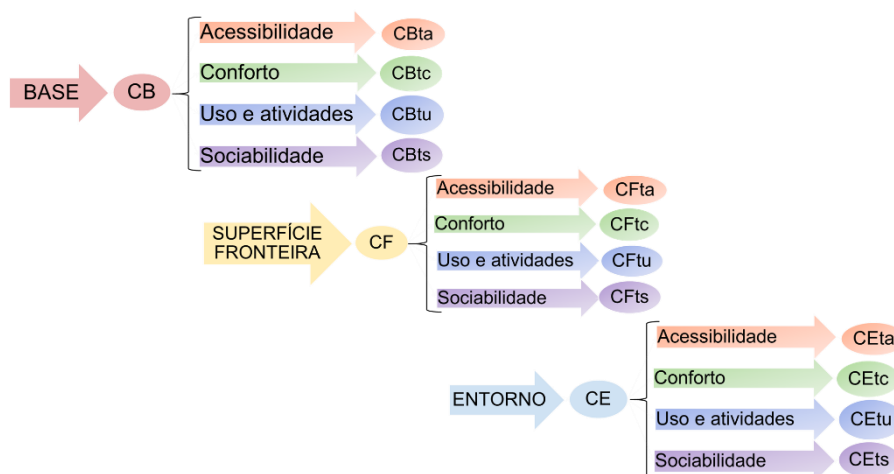 BASE
CB
Acessibilidade CBta
Conforto CBtc
Uso e atividades CBtu
Sociabilidade CBts
SUPERFÍCIE
FRONTEIRA
CF
Acessibilidade CFta
Conforto CFtc
Uso e atividades CFtu
Sociabilidade CFts
ENTORNO
CE
Acessibilidade CEta
Conforto CEtc
Uso e atividades CEtu
Sociabilidade CEts